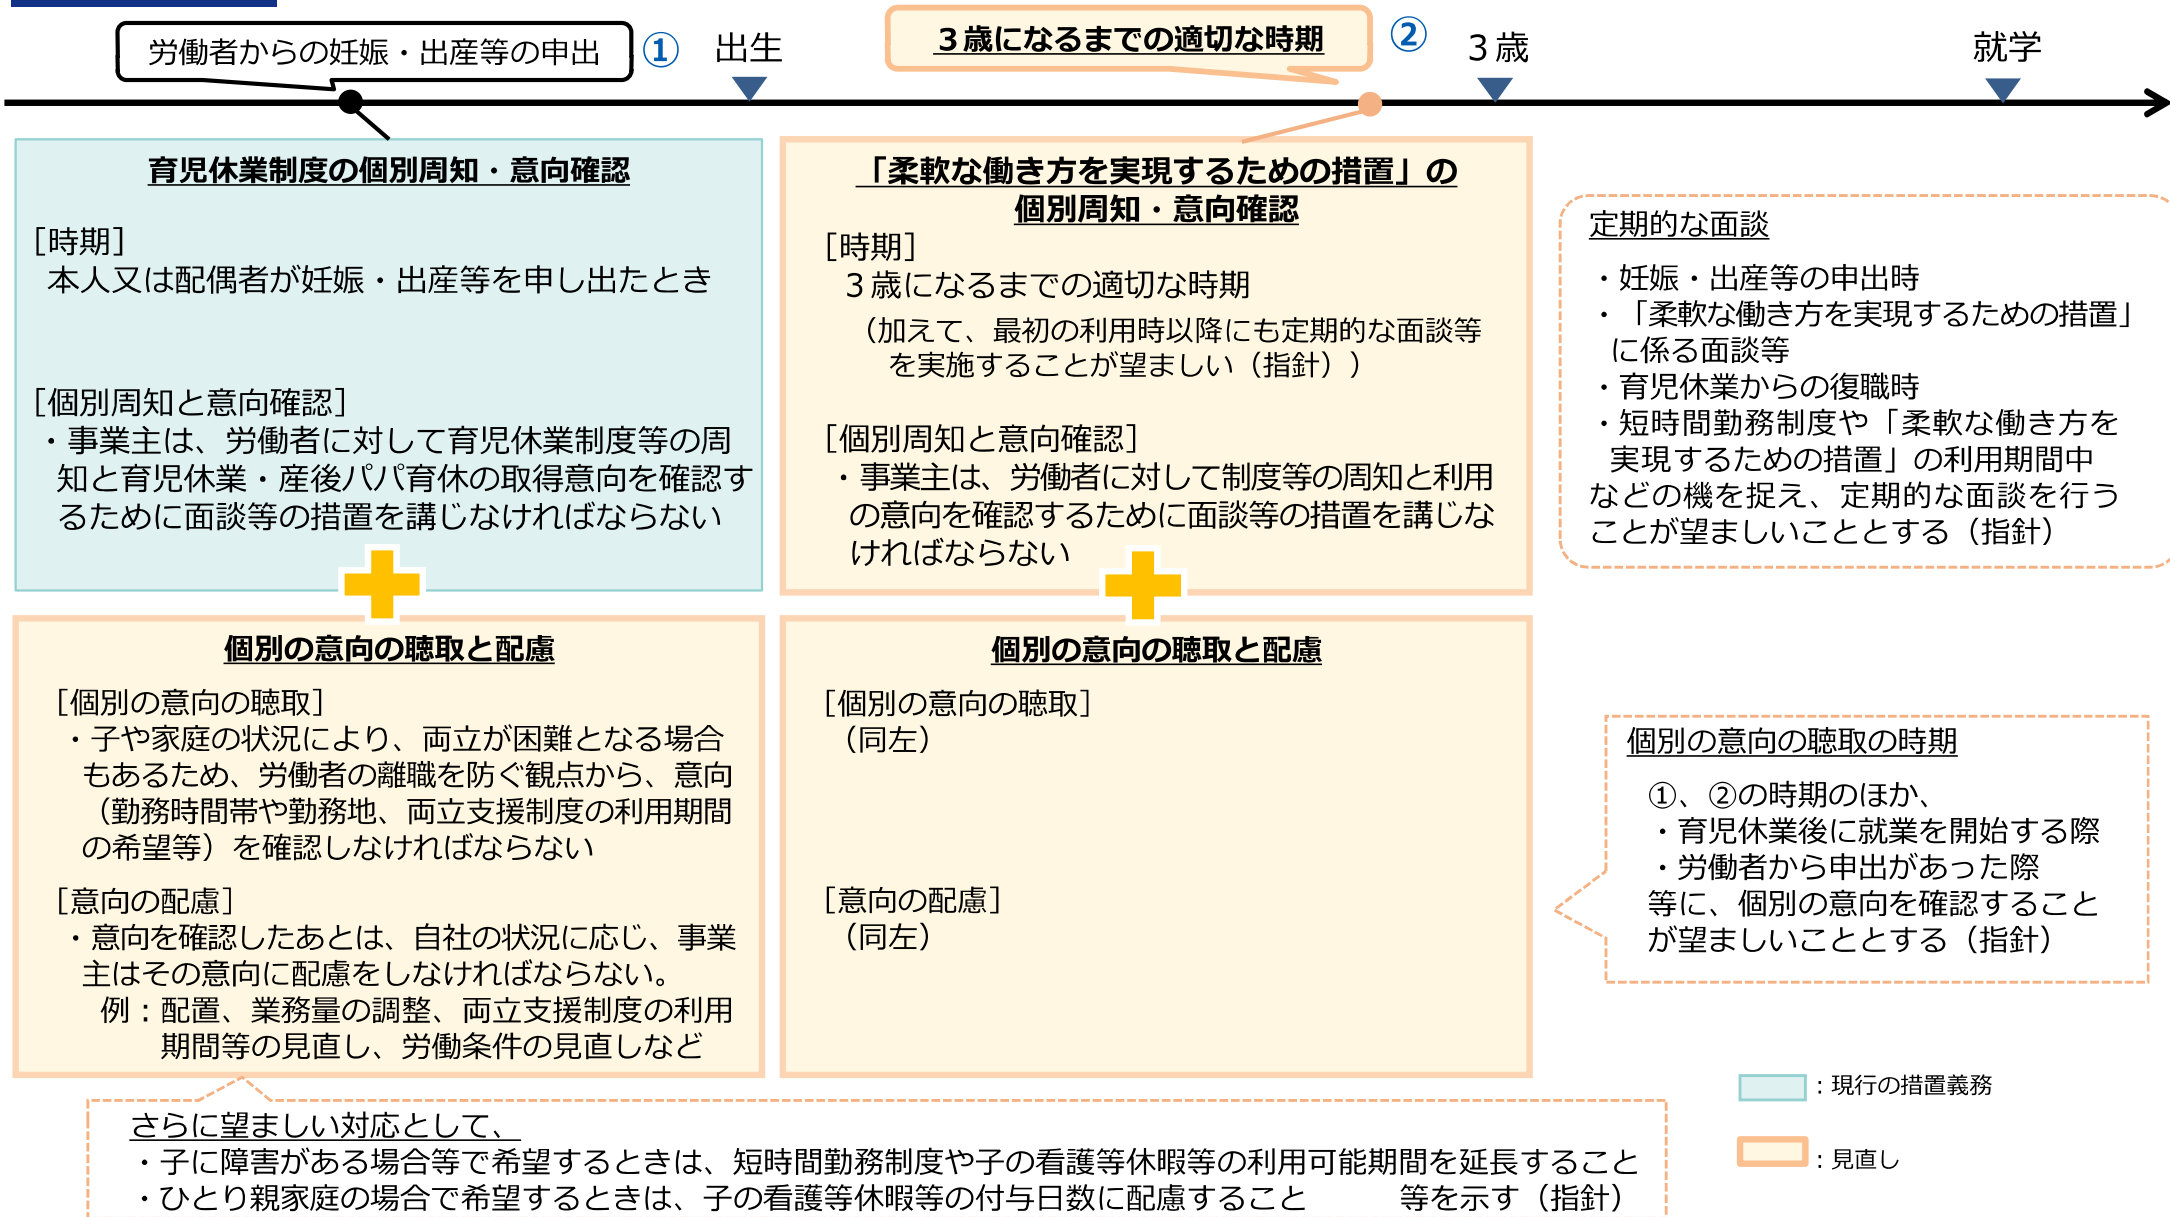 労働者からの妊娠・出産等の申出
①
出生
３歳になるまでの適切な時期
②
３歳
就学
育児休業制度の個別周知・意向確認
［時期］
本人又は配偶者が妊娠・出産等を申し出たとき
［個別周知と意向確認］
・事業主は、労働者に対して育児休業制度等の周
知と育児休業・産後パパ育休の取得意向を確認す
るために面談等の措置を講じなければならない
「柔軟な働き方を実現するための措置」の
個別周知・意向確認
［時期］
３歳になるまでの適切な時期
（加えて、最初の利用時以降にも定期的な面談等
を実施することが望ましい（指針））
［個別周知と意向確認］
・事業主は、労働者に対して制度等の周知と利用
の意向を確認するために面談等の措置を講じな
ければならない
定期的な面談
・妊娠・出産等の申出時
・「柔軟な働き方を実現するための措置」
に係る面談等
・育児休業からの復職時
・短時間勤務制度や「柔軟な働き方を
実現するための措置」の利用期間中
などの機を捉え、定期的な面談を行う
ことが望ましいこととする（指針）
個別の意向の聴取と配慮
［個別の意向の聴取］
・子や家庭の状況により、両立が困難となる場合
もあるため、労働者の離職を防ぐ観点から、意向
（勤務時間帯や勤務地、両立支援制度の利用期間
の希望等）を確認しなければならない
［意向の配慮］
・意向を確認したあとは、自社の状況に応じ、事業
主はその意向に配慮をしなければならない。
例：配置、業務量の調整、両立支援制度の利用
期間等の見直し、労働条件の見直しなど
個別の意向の聴取と配慮
［個別の意向の聴取］
（同左）
［意向の配慮］
（同左）
個別の意向の聴取の時期
①、②の時期のほか、
・育児休業後に就業を開始する際
・労働者から申出があった際
等に、個別の意向を確認すること
が望ましいこととする（指針）
：現行の措置義務
：見直し
さらに望ましい対応として、
・子に障害がある場合等で希望するときは、短時間勤務制度や子の看護等休暇等の利用可能期間を延長すること
・ひとり親家庭の場合で希望するときは、子の看護等休暇等の付与日数に配慮すること　　　等を示す（指針）